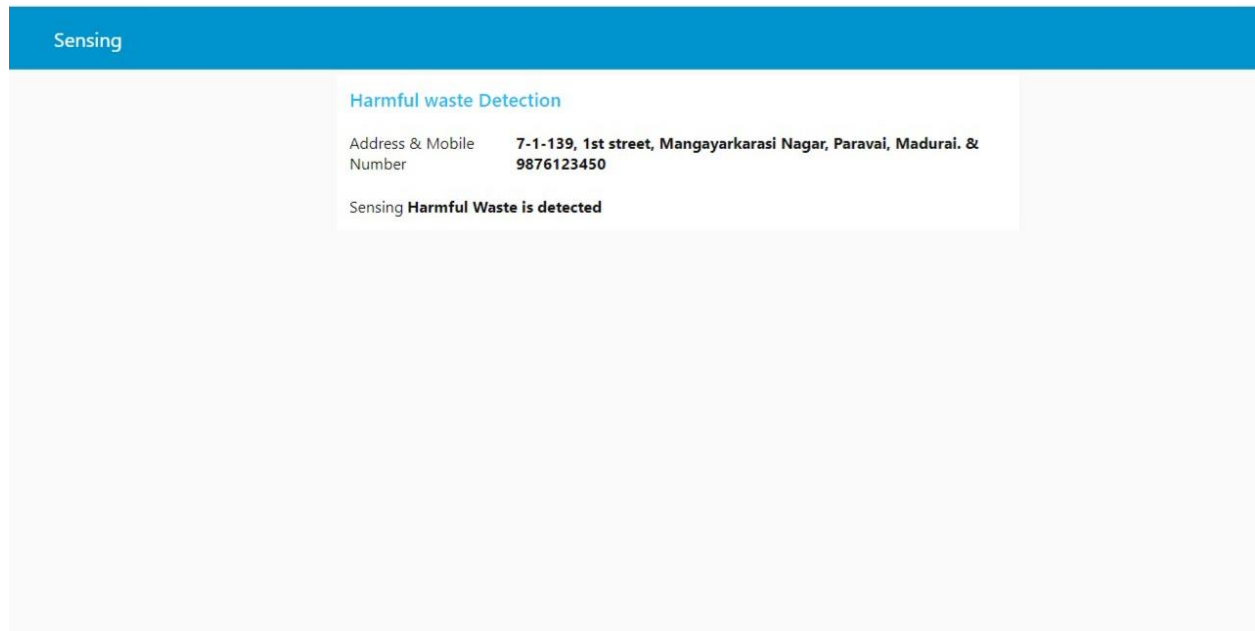 Sensing
Harmful waste Detection
Address & Mobile Number
7-1-139, 1st street, Mangayarkarasi Nagar, Paravai, Madurai. &
9876123450
Sensing Harmful Waste is detected